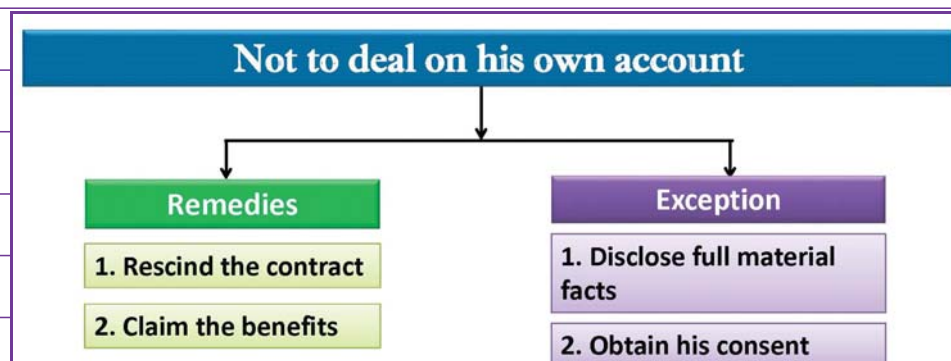 Not to deal on his own account
Remedies
1. Rescind the contract
2. Claim the benefits
Exception
1. Disclose full material
facts
2. Obtain his consent